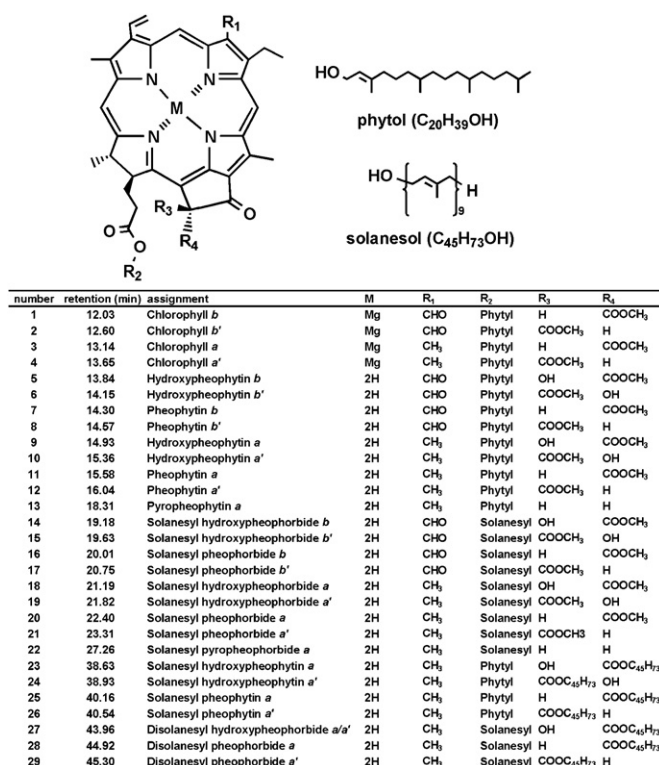 R1
N
N
M
N
N
R3
R4
O
O
O
R2
HO
phytol (C20H39OH)
HO
H
9
solanesol (C45H73OH)
number retention (min) assignment M R1 R2 R3 R4
1 12.03 Chlorophyll b Mg CHO Phytyl H COOCH3
2 12.60 Chlorophyll b' Mg CHO Phytyl COOCH3 H
3 13.14 Chlorophyll a Mg CH3 Phytyl H COOCH3
4 13.65 Chlorophyll a' Mg CH3 Phytyl COOCH3 H
5 13.84 Hydroxypheophytin b 2H CHO Phytyl OH COOCH3
6 14.15 Hydroxypheophytin b' 2H CHO Phytyl COOCH3 OH
7 14.30 Pheophytin b 2H CHO Phytyl H COOCH3
8 14.57 Pheophytin b' 2H CHO Phytyl COOCH3 H
9 14.93 Hydroxypheophytin a 2H CH3 Phytyl OH COOCH3
10 15.36 Hydroxypheophytin a' 2H CH3 Phytyl COOCH3 OH
11 15.58 Pheophytin a 2H CH3 Phytyl H COOCH3
12 16.04 Pheophytin a' 2H CH3 Phytyl COOCH3 H
13 18.31 Pyropheophytin a 2H CH3 Phytyl H H
14 19.18 Solanesyl hydroxypheophorbide b 2H CHO Solanesyl OH COOCH3
15 19.63 Solanesyl hydroxypheophorbide b' 2H CHO Solanesyl COOCH3 OH
16 20.01 Solanesyl pheophorbide b 2H CHO Solanesyl H COOCH3
17 20.75 Solanesyl pheophorbide b' 2H CHO Solanesyl COOCH3 H
18 21.19 Solanesyl hydroxypheophorbide a 2H CH3 Solanesyl OH COOCH3
19 21.82 Solanesyl hydroxypheophorbide a' 2H CH3 Solanesyl COOCH3 OH
20 22.40 Solanesyl pheophorbide a 2H CH3 Solanesyl H COOCH3
21 23.31 Solanesyl pheophorbide a' 2H CH3 Solanesyl COOCH3 H
22 27.26 Solanesyl pyropheophorbide a 2H CH3 Solanesyl H H
23 38.63 Solanesyl hydroxypheophytin a 2H CH3 Phytyl OH COOC45H73
24 38.93 Solanesyl hydroxypheophytin a' 2H CH3 Phytyl COOC45H73 OH
25 40.16 Solanesyl pheophytin a 2H CH3 Phytyl H COOC45H73
26 40.54 Solanesyl pheophytin a' 2H CH3 Phytyl COOC45H73 H
27 43.96 Disolanesyl hydroxypheophorbide a/a' 2H CH3 Solanesyl OH COOC45H73
28 44.92 Disolanesyl pheophorbide a 2H CH3 Solanesyl H COOC45H73
29 45.30 Disolanesyl pheophorbide a' 2H CH3 Solanesyl COOC45H73 H